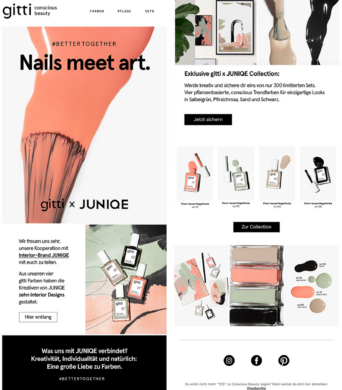 gitti conscious
beauty
FARBEN PFLEGE SETS
#BETTERTOGETHER
Nails meet art.
gitti x JUNIQE
Wir freuen uns sehr,
unsere Kooperation mit
Interior-Brand JUNIQE
mit euch zu teilen.
Aus unseren vier
gitti Farben haben die
Kreativen von JUNIQE
zehn Interior Designs
gestaltet.
Hier entlang
Was uns mit JUNIQE verbindet?
Kreativität, Individualität und natürlich:
Eine große Liebe zu Farben.
#BETTERTOGETHER
Exklusive gitti x JUNIQE Collection:
Werde kreativ und sichere dir eins von nur 300 limitierten Sets.
Vier pflanzenbasierte, conscious Trendfarben für einzigartige Looks
in Salbeigrün, Pfirsichrosa, Sand und Schwarz.
Jetzt sichern
Zur Collection